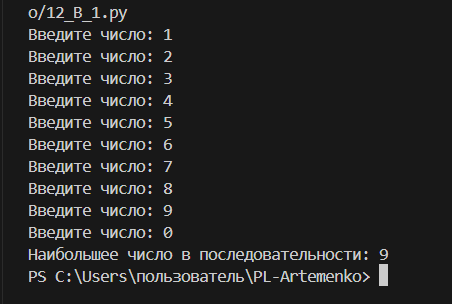 o/12_B_1.py
Введите число: 1
Введите число: 2
Введите число: 3
Введите число: 4
Введите число: 5
Введите число: 6
Введите число: 7
Введите число: 8
Введите число: 9
Введите число: 0
Наибольшее число в последовательности: 9
PS C:\Users\пользователь\PL-Artemenko>